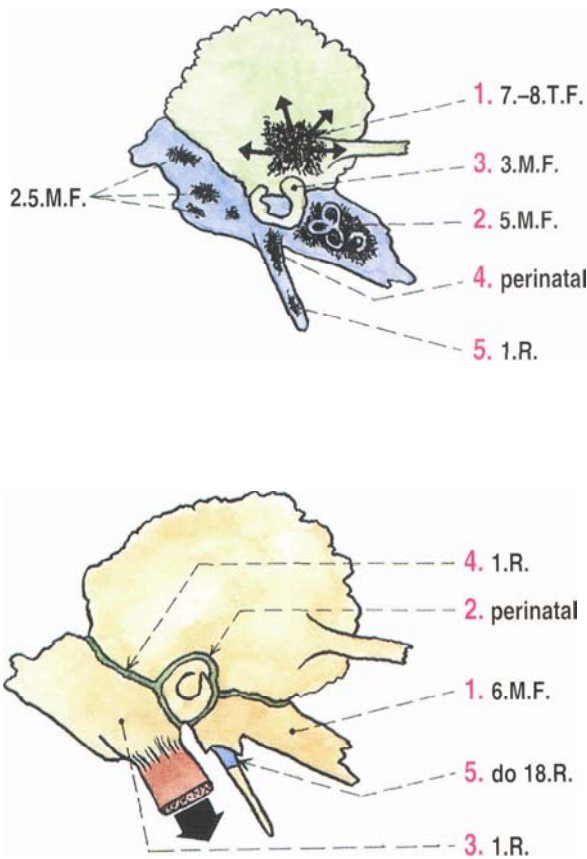 1. 7.–8.T.F.
3. 3.M.F.
2.5.M.F.
2. 5.M.F.
4. perinatal
5. 1.R.
4. 1.R.
2. perinatal
1. 6.M.F.
5. do 18.R.
3. 1.R.